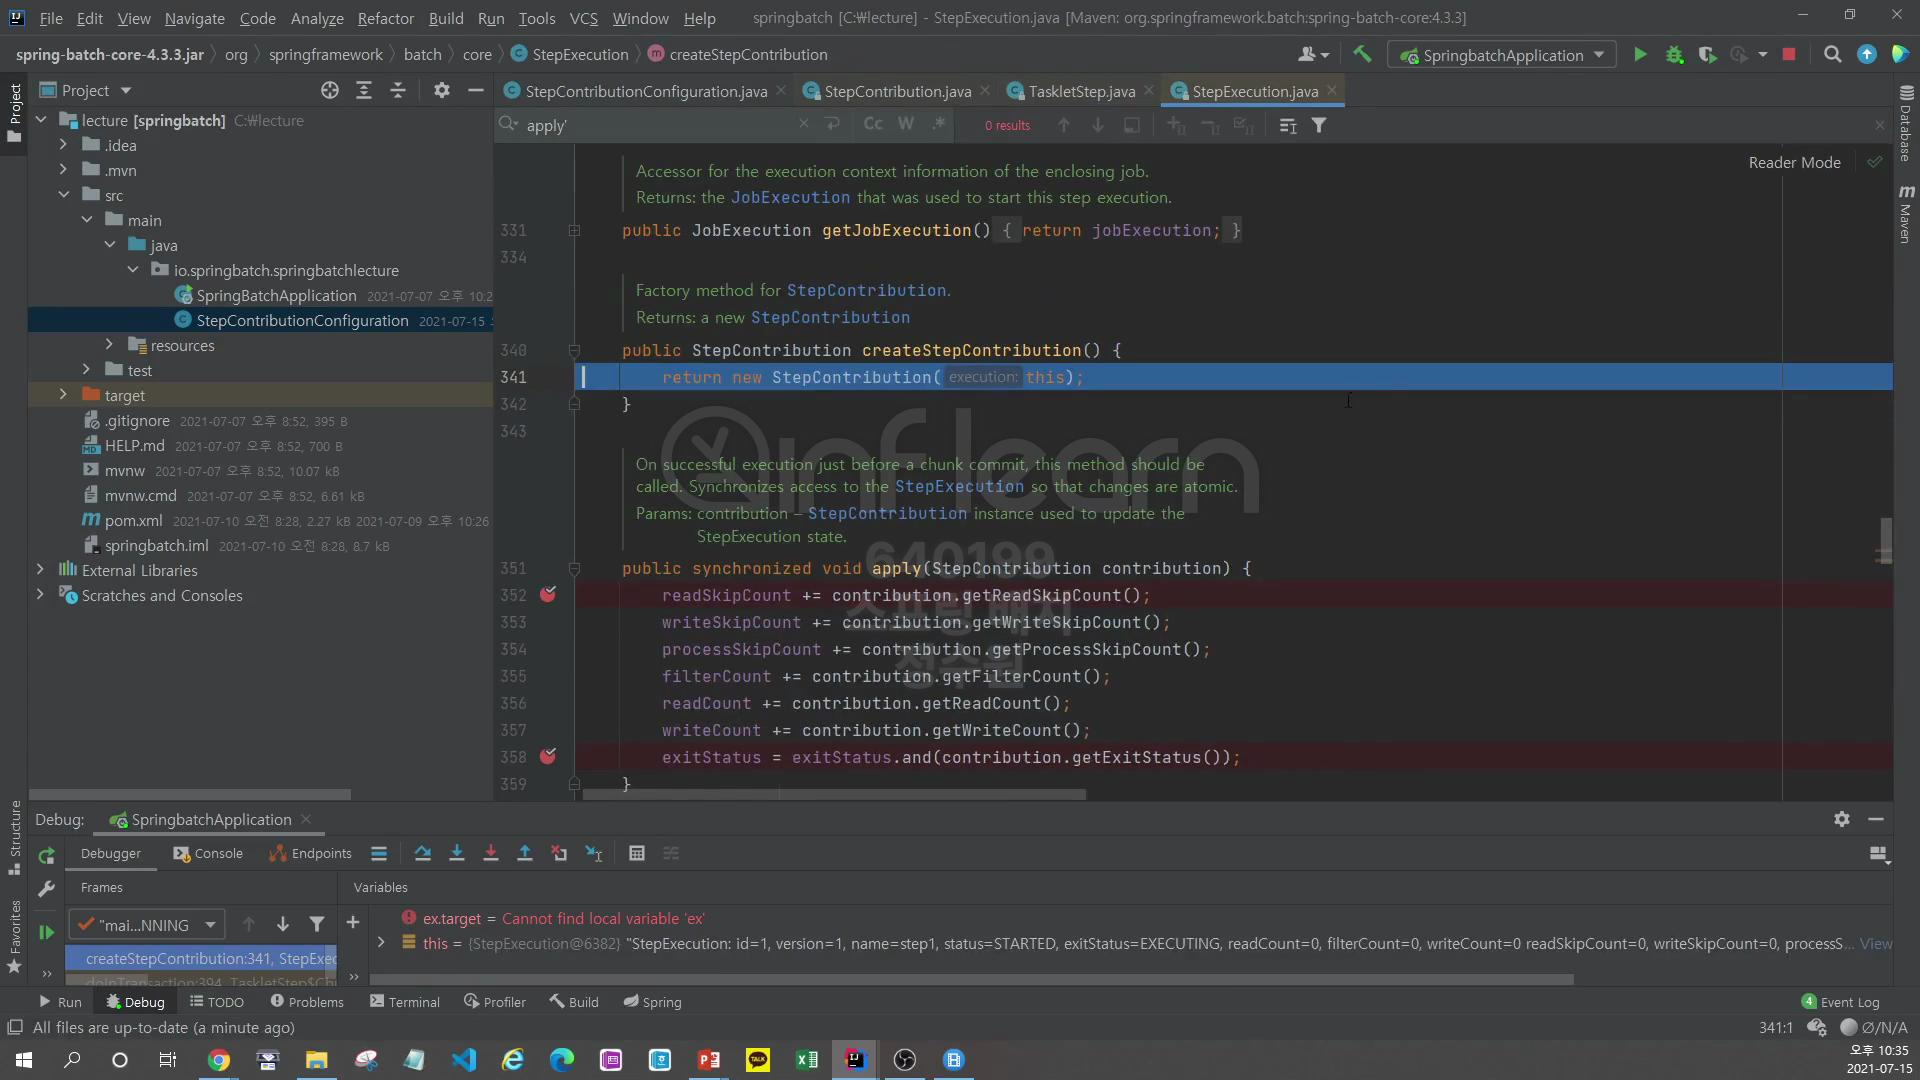 File Edit View Navigate Code Analyze Refactor Build Run Tools VCS Window Help springbatch [C:₩lecture] - StepExecution.java [Maven: org.springframework.batch:spring-batch-core:4.3.3]
spring-batch-core-4.3.3.jar org springframework batch core StepExecution createStepContribution SpringbatchApplication
Project StepContributionConfiguration.java StepContribution.java TaskletStep.java StepExecution.java
apply' Cc W .* 0 results
Reader Mode
Project
Database
Maven
Structure
Favorites
lecture [springbatch] C:₩lecture
.idea
.mvn
src
main
java
io.springbatch.springbatchlecture
SpringBatchApplication 2021-07-07 오후 10:2
StepContributionConfiguration 2021-07-15
resources
test
target
.gitignore 2021-07-07 오후 8:52, 395 B
HELP.md 2021-07-07 오후 8:52, 700 B
mvnw 2021-07-07 오후 8:52, 10.07 kB
mvnw.cmd 2021-07-07 오후 8:52, 6.61 kB
pom.xml 2021-07-10 오전 8:28, 2.27 kB 2021-07-09 오후 10:26
springbatch.iml 2021-07-10 오전 8:28, 8.7 kB
External Libraries
Scratches and Consoles
Accessor for the execution context information of the enclosing job.
Returns: the JobExecution that was used to start this step execution.
331 public JobExecution getJobExecution() { return jobExecution; }
334
Factory method for StepContribution.
Returns: a new StepContribution
340 public StepContribution createStepContribution() {
341 return new StepContribution( execution: this);
342 }
343
On successful execution just before a chunk commit, this method should be
called. Synchronizes access to the StepExecution so that changes are atomic.
Params: contribution – StepContribution instance used to update the
StepExecution state.
351 public synchronized void apply(StepContribution contribution) {
352 readSkipCount += contribution.getReadSkipCount();
353 writeSkipCount += contribution.getWriteSkipCount();
354 processSkipCount += contribution.getProcessSkipCount();
355 filterCount += contribution.getFilterCount();
356 readCount += contribution.getReadCount();
357 writeCount += contribution.getWriteCount();
358 exitStatus = exitStatus.and(contribution.getExitStatus());
359 }
inflearn
640199
스프링 배치
정수원
Debug: SpringbatchApplication
Debugger Console Endpoints
Frames Variables
"mai...NNING
ex.target = Cannot find local variable 'ex'
this = {StepExecution@6382} "StepExecution: id=1, version=1, name=step1, status=STARTED, exitStatus=EXECUTING, readCount=0, filterCount=0, writeCount=0 readSkipCount=0, writeSkipCount=0, processS... View
createStepContribution:341, StepExec
doInTransaction:394, TaskletStep$Ch
Run Debug TODO Problems Terminal Profiler Build Spring 4 Event Log
All files are up-to-date (a minute ago) 341:1 Ø/N/A
TALK
오후 10:35
2021-07-15